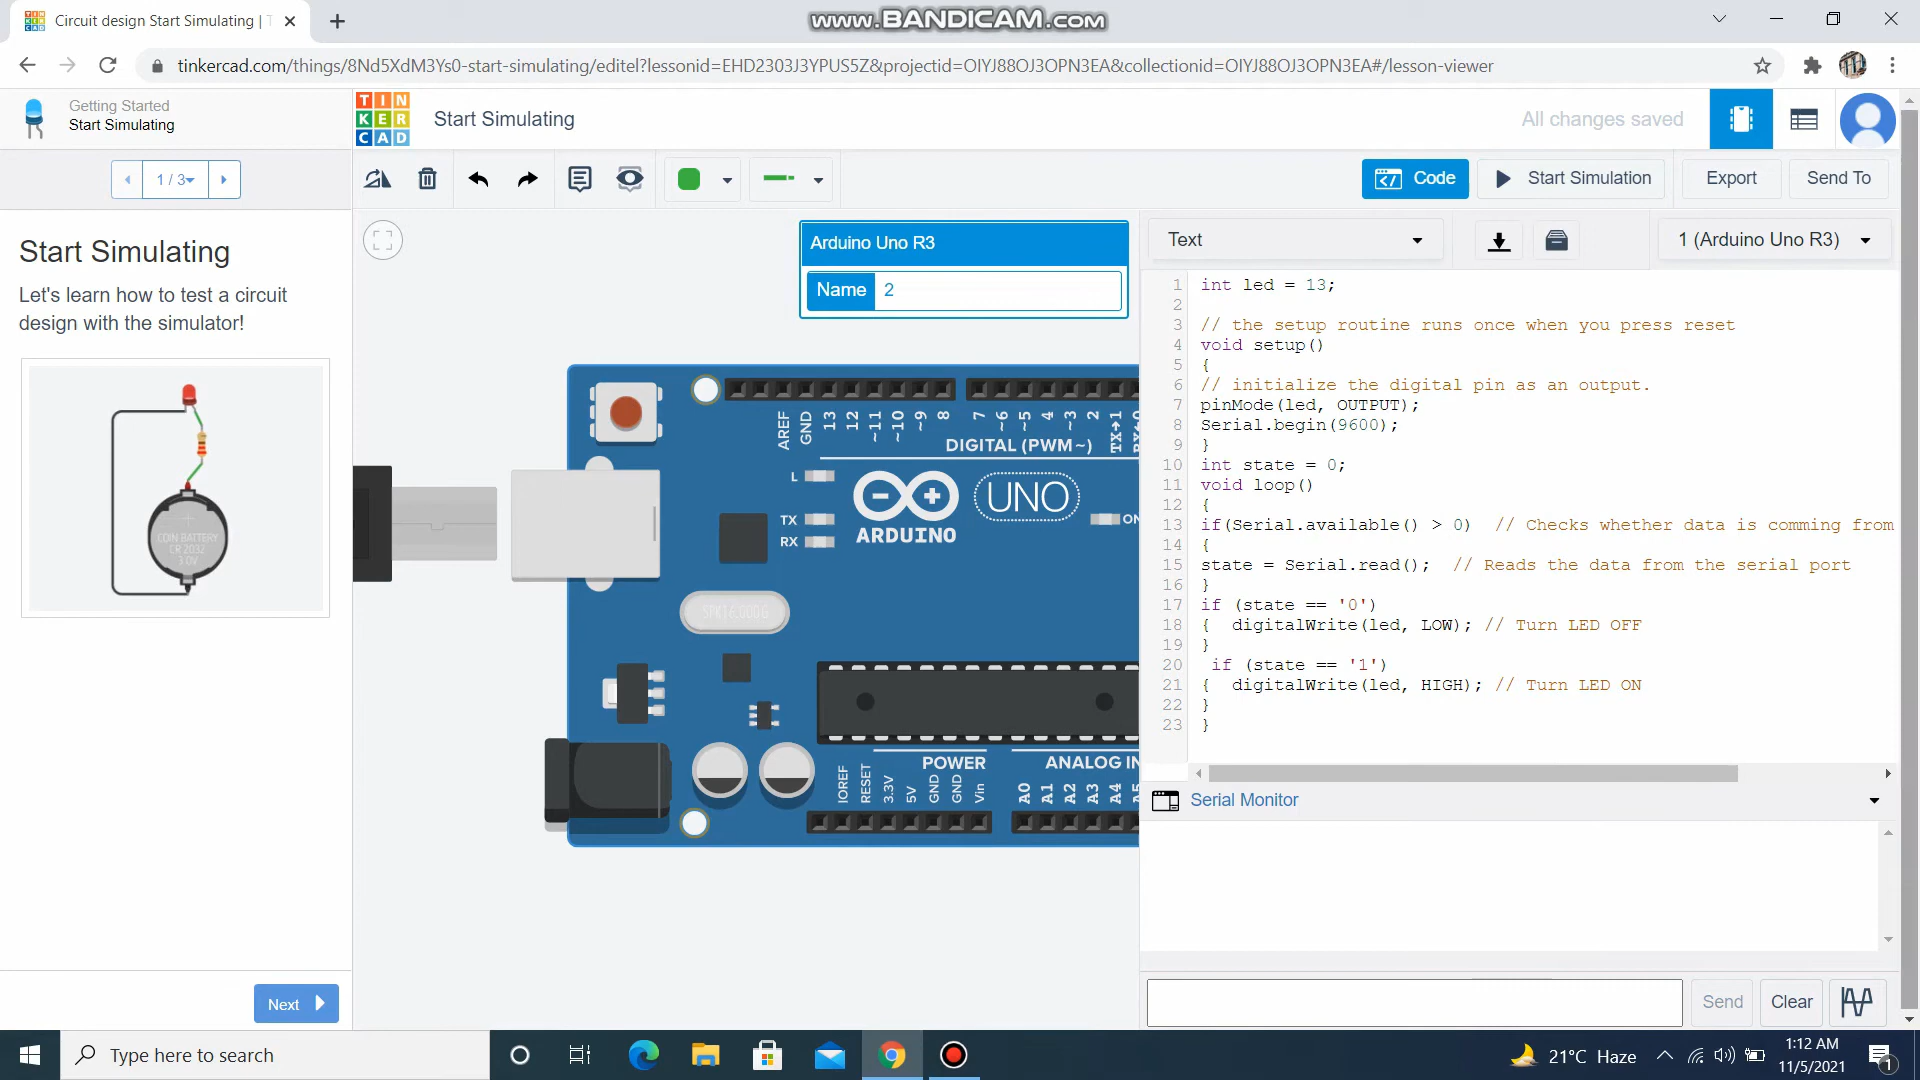 Circuit design Start Simulating | T
www.BANDICAM.com
tinkercad.com/things/8Nd5XdM3Ys0-start-simulating/editel?lessonid=EHD2303J3YPUS5Z&projectid=OIYJ88OJ3OPN3EA&collectionid=OIYJ88OJ3OPN3EA#/lesson-viewer
Getting Started
Start Simulating
TINKERCAD
Start Simulating
All changes saved
1 / 3
Code
Start Simulation
Export
Send To
Start Simulating
Let's learn how to test a circuit
design with the simulator!
COIN BATTERY
CR 2032
3.0V
Next
Arduino Uno R3
Name 2
AREF
GND
13
12
~11
~10
~9
8
7
~6
~5
4
~3
2
TX→1
DIGITAL (PWM~)
L
TX
RX
UNO
ON
ARDUINO
POWER
ANALOG IN
IOREF
RESET
3.3V
5V
GND
GND
Vin
A0
A1
A2
A3
A4
Text
1 (Arduino Uno R3)
1 int led = 13;
2
3 // the setup routine runs once when you press reset
4 void setup()
5 {
6 // initialize the digital pin as an output.
7 pinMode(led, OUTPUT);
8 Serial.begin(9600);
9 }
10 int state = 0;
11 void loop()
12 {
13 if(Serial.available() > 0)  // Checks whether data is comming from
14 {
15 state = Serial.read();  // Reads the data from the serial port
16 }
17 if (state == '0')
18 {  digitalWrite(led, LOW); // Turn LED OFF
19 }
20  if (state == '1')
21 {  digitalWrite(led, HIGH); // Turn LED ON
22 }
23 }
Serial Monitor
Send
Clear
Type here to search
21°C Haze
1:12 AM
11/5/2021
1